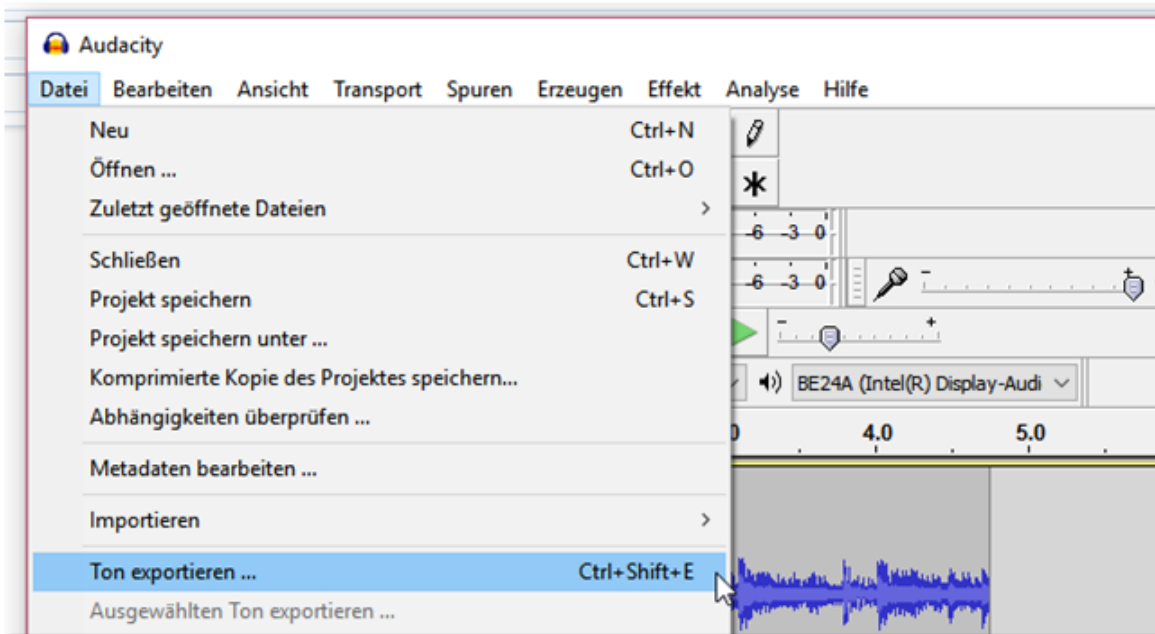 Audacity
Datei Bearbeiten Ansicht Transport Spuren Erzeugen Effekt Analyse Hilfe
Neu Ctrl+N
Öffnen ... Ctrl+O
Zuletzt geöffnete Dateien
-6 -3 0
Schließen Ctrl+W
-6 -3 0
Projekt speichern Ctrl+S
Projekt speichern unter ...
Komprimierte Kopie des Projektes speichern...
BE24A (Intel(R) Display-Audi
Abhängigkeiten überprüfen ...
4.0 5.0
Metadaten bearbeiten ...
Importieren
Ton exportieren ... Ctrl+Shift+E
Ausgewählten Ton exportieren ...